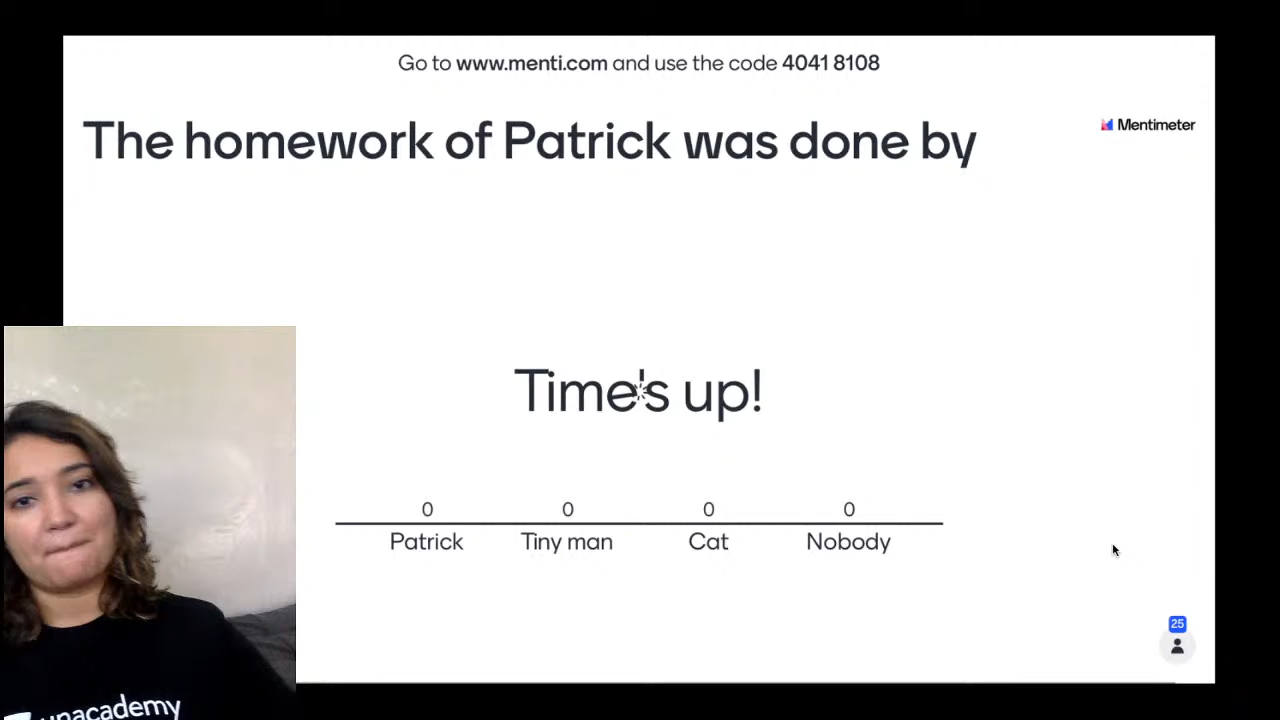 Go to www.menti.com and use the code 4041 8108
The homework of Patrick was done by
Mentimeter
Time's up!
0 0 0 0
Patrick Tiny man Cat Nobody
25
unacademy